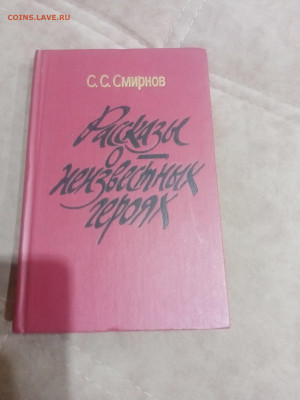 COINS.LAVE.RU
С. С. Смирнов
Рассказы
о
неизвестных
героях